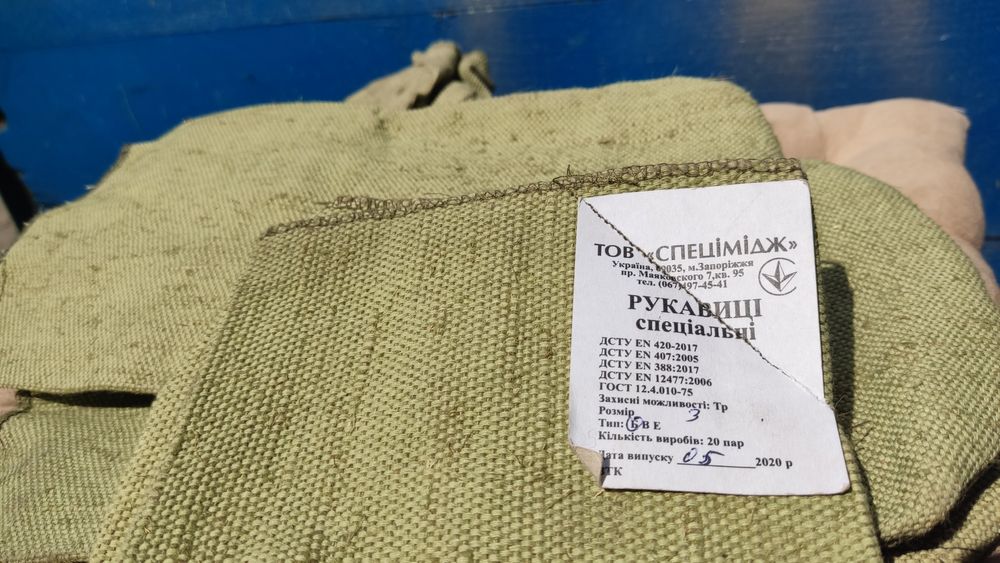 ТОВ «СПЕЦІМІДЖ»
Україна, 69035, м.Запоріжжя
пр. Маяковского 7,кв. 95
тел. (067)497-45-41
РУКАВИЦІ
спеціальні
ДСТУ EN 420-2017
ДСТУ EN 407:2005
ДСТУ EN 388:2017
ДСТУ EN 12477:2006
ГОСТ 12.4.010-75
Захисні можливості: Тр
Розмір 3
Тип: Б В Е
Кількість виробів: 20 пар
Дата випуску 05 2020 р
ВТК